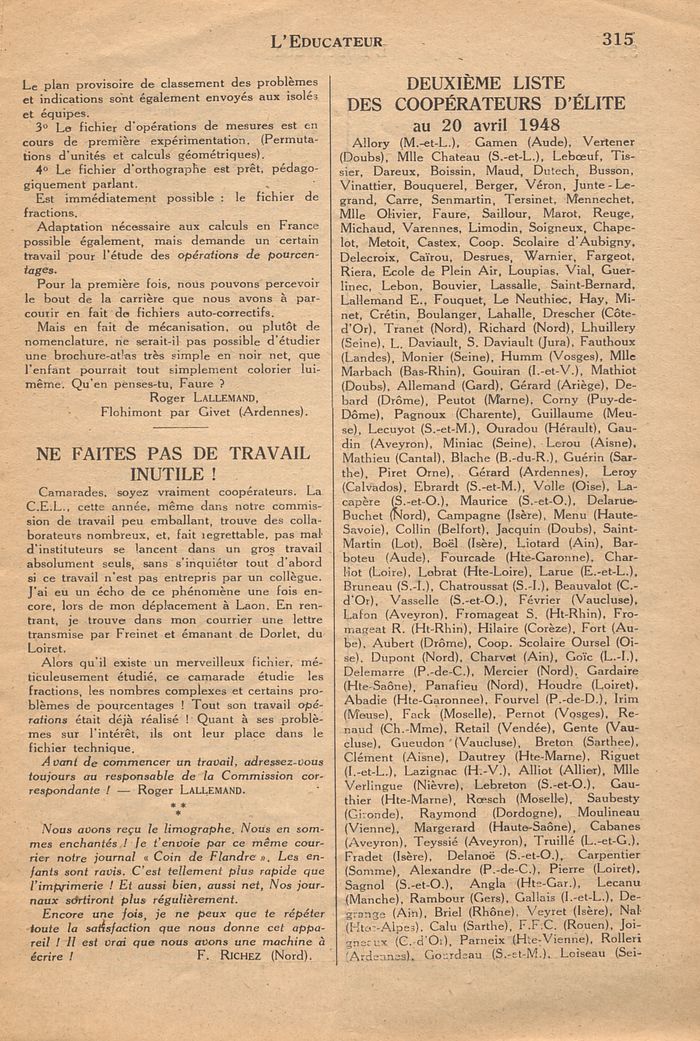 L'EDUCATEUR
315
Le plan provisoire de classement des problèmes
et indications sont également envoyés aux isolés
et équipes.
3° Le fichier d'opérations de mesures est en
cours de première expérimentation. (Permuta-
tions d'unités et calculs géométriques).
4° Le fichier d'orthographe est prêt, pédago-
giquement parlant.
Est immédiatement possible : le fichier de
fractions.
Adaptation nécessaire aux calculs en France
possible également, mais demande un certain
travail pour l'étude des opérations de pourcen-
tages.
Pour la première fois, nous pouvons percevoir
le bout de la carrière que nous avons à par-
courir en fait de fichiers auto-correctifs.
Mais en fait de mécanisation, ou plutôt de
nomenclature, ne serait-il pas possible d'étudier
une brochure-atlas très simple en noir net, que
l'enfant pourrait tout simplement colorier lui-
même. Qu'en penses-tu, Faure ?
Roger LALLEMAND,
Flohimont par Givet (Ardennes).
NE FAITES PAS DE TRAVAIL
INUTILE !
Camarades, soyez vraiment coopérateurs. La
C.E.L., cette année, même dans notre commis-
sion de travail peu emballant, trouve des colla-
borateurs nombreux, et, fait regrettable, pas mal
d'instituteurs se lancent dans un gros travail
absolument seuls, sans s'inquiéter tout d'abord
si ce travail n'est pas entrepris par un collègue.
J'ai eu un écho de ce phénomène une fois en-
core, lors de mon déplacement à Laon. En ren-
trant, je trouve dans mon courrier une lettre
transmise par Freinet et émanant de Dorlet, du
Loiret.
Alors qu'il existe un merveilleux fichier, mé-
ticuleusement étudié, ce camarade étudie les
fractions, les nombres complexes et certains pro-
blèmes de pourcentages ! Tout son travail opé-
rations était déjà réalisé ! Quant à ses problè-
mes sur l'intérêt, ils ont leur place dans le
fichier technique.
Avant de commencer un travail, adressez-vous
toujours au responsable de la Commission cor-
respondante ! — Roger LALLEMAND.
* *
*
Nous avons reçu le limographe. Nous en som-
mes enchantés ! Je t'envoie par ce même cour-
rier notre journal « Coin de Flandre ». Les en-
fants sont ravis. C'est tellement plus rapide que
l'imprimerie ! Et aussi bien, aussi net, Nos jour-
naux sortiront plus régulièrement.
Encore une fois, je ne peux que te répéter
toute la satisfaction que nous donne cet appa-
reil ! Il est vrai que nous avons une machine à
écrire ! F. RICHEZ (Nord).
DEUXIÈME LISTE
DES COOPÉRATEURS D'ÉLITE
au 20 avril 1948
Allory (M.-et-L.), Gamen (Aude), Vertener
(Doubs), Mlle Chateau (S.-et-L.), Lebœuf, Tis-
sier, Dareux, Boissin, Maud, Dutech, Busson,
Vinattier, Bouquerel, Berger, Véron, Junte-Le-
grand, Carre, Senmartin, Tersinet, Mennechet,
Mlle Olivier, Faure, Saillour, Marot, Reuge,
Michaud, Varennes, Limodin, Soigneux, Chape-
lot, Metoit, Castex, Coop. Scolaire d'Aubigny,
Delecroix, Caïrou, Desrues, Warnier, Fargeot,
Riera, Ecole de Plein Air, Loupias, Vial, Guer-
linec, Lebon, Bouvier, Lassalle, Saint-Bernard,
Lallemand E., Fouquet, Le Neuthiec, Hay, Mi-
net, Crétin, Boulanger, Lahalle, Drescher (Côte-
d'Or), Tranet (Nord), Richard (Nord), Lhuillery
(Seine), L. Daviault, S. Daviault (Jura), Fauthoux
(Landes), Monier (Seine), Humm (Vosges), Mlle
Marbach (Bas-Rhin), Gouiran (I.-et-V.), Mathiot
(Doubs), Allemand (Gard), Gérard (Ariège), De-
bard (Drôme), Peutot (Marne), Corny (Puy-de-
Dôme), Pagnoux (Charente), Guillaume (Meu-
se), Lecuyot (S.-et-M.), Ouradou (Hérault), Gau-
din (Aveyron), Miniac (Seine), Lerou (Aisne),
Mathieu (Cantal), Blache (B.-du-R.), Guérin (Sar-
the), Piret Orne), Gérard (Ardennes), Leroy
(Calvados), Ebrardt (S.-et-M.), Volle (Oise), La-
capère (S.-et-O.), Maurice (S.-et-O.), Delarue-
Buchet (Nord), Campagne (Isère), Menu (Haute-
Savoie), Collin (Belfort), Jacquin (Doubs), Saint-
Martin (Lot), Boël (Isère), Liotard (Ain), Bar-
boteu (Aude), Fourcade (Hte-Garonne), Char-
liot (Loire), Lebrat (Hte-Loire), Larue (E.-et-L.),
Bruneau (S.-I.), Chatroussat (S.-I.), Beauvalot (C.-
d'Or), Vasselle (S.-et-O.), Février (Vaucluse),
Lafon (Aveyron), Fromageat S. (Ht-Rhin), Fro-
mageat R. (Ht-Rhin), Hilaire (Corèze), Fort (Au-
be), Aubert (Drôme), Coop. Scolaire Oursel (Oi-
se), Dupont (Nord), Charvet (Ain), Goïc (L.-I.),
Delemarre (P.-de-C.), Mercier (Nord), Gardaire
(Hte-Saône), Panafieu (Nord), Houdre (Loiret),
Abadie (Hte-Garonnee), Fourvel (P.-de-D.), Irim
(Meuse), Fack (Moselle), Pernot (Vosges), Re-
naud (Ch.-Mme), Retail (Vendée), Gente (Vau-
cluse), Gueudon (Vaucluse), Breton (Sarthee),
Clément (Aisne), Dautrey (Hte-Marne), Riguet
(I.-et-L.), Lazignac (H.-V.), Alliot (Allier), Mlle
Verlingue (Nièvre), Lebreton (S.-et-O.), Gau-
thier (Hte-Marne), Rœsch (Moselle), Saubesty
(Gironde), Raymond (Dordogne), Moulineau
(Vienne), Margerard (Haute-Saône), Cabanes
(Aveyron), Teyssié (Aveyron), Truillé (L.-et-G.),
Fradet (Isère), Delanoë (S.-et-O.), Carpentier
(Somme), Alexandre (P.-de-C.), Pierre (Loiret),
Sagnol (S.-et-O.), Angla (Hte-Gar.), Lecanu
(Manche), Rambour (Gers), Gallais (I.-et-L.), De-
grange (Ain), Briel (Rhône), Veyret (Isère), Nal
(Htes-Alpes), Calu (Sarthe), F.F.C. (Rouen), Joi-
gneaux (C.-d'Or), Parneix (Hte-Vienne), Rolleri
(Ardennes), Gourdeau (S.-et-M.), Loiseau (Sei-